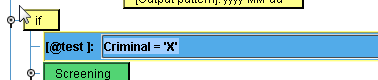 [Output pattern]: yyyy-MM-dd
if
[@test ]: Criminal = 'X'
Screening